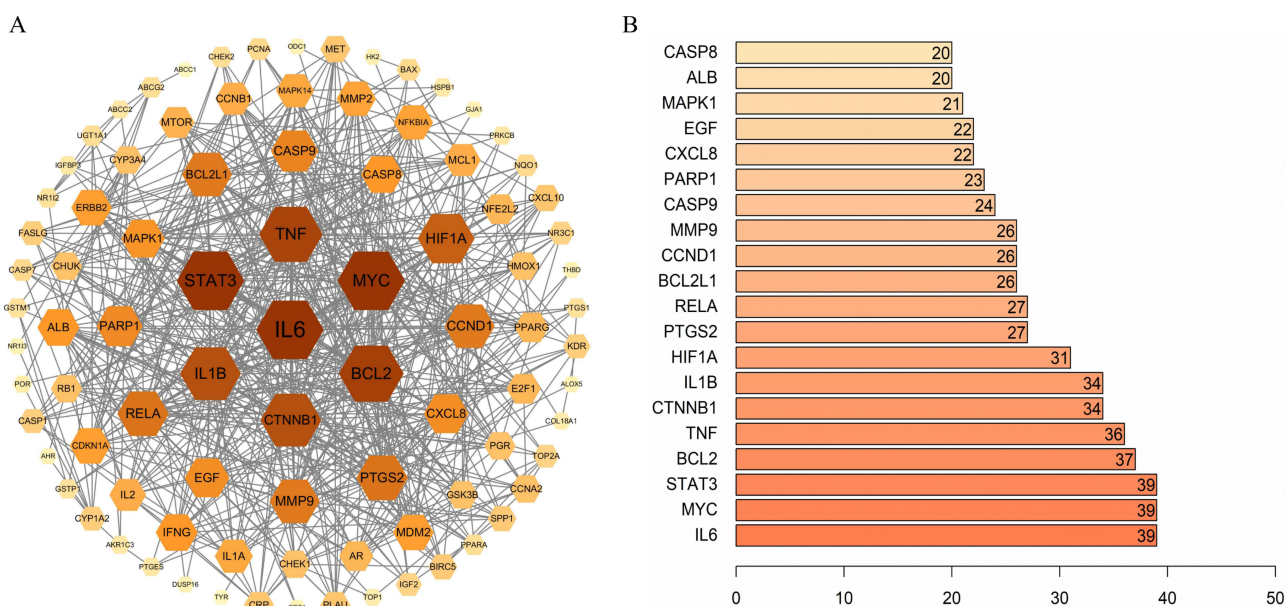 A
ODC1
PCNA
MET
CHEK2
HK2
BAX
ABCC1
ABCG2
CCNB1
MAPK14
MMP2
HSPB1
ABCC2
MTOR
NFKBIA
GJA1
UGT1A1
CYP3A4
CASP9
PRKCB
IGFBP3
BCL2L1
CASP8
MCL1
NQO1
NR1I2
ERBB2
NFE2L2
CXCL10
FASLG
MAPK1
TNF
HIF1A
NR3C1
CASP7
CHUK
STAT3
MYC
HMOX1
THBD
GSTM1
ALB
PARP1
IL6
CCND1
PPARG
PTGS1
NR1I3
KDR
POR
RB1
IL1B
BCL2
E2F1
ALOX5
CASP1
RELA
CTNNB1
CXCL8
COL18A1
AHR
CDKN1A
PGR
TOP2A
GSTP1
IL2
EGF
PTGS2
GSK3B
CCNA2
CYP1A2
MMP9
SPP1
AKR1C3
IFNG
MDM2
PPARA
PTGES
IL1A
CHEK1
AR
BIRC5
DUSP16
IGF2
TYR
CRP
PLAU
TOP1
B
CASP8 20
ALB 20
MAPK1 21
EGF 22
CXCL8 22
PARP1 23
CASP9 24
MMP9 26
CCND1 26
BCL2L1 26
RELA 27
PTGS2 27
HIF1A 31
IL1B 34
CTNNB1 34
TNF 36
BCL2 37
STAT3 39
MYC 39
IL6 39
0 10 20 30 40 50